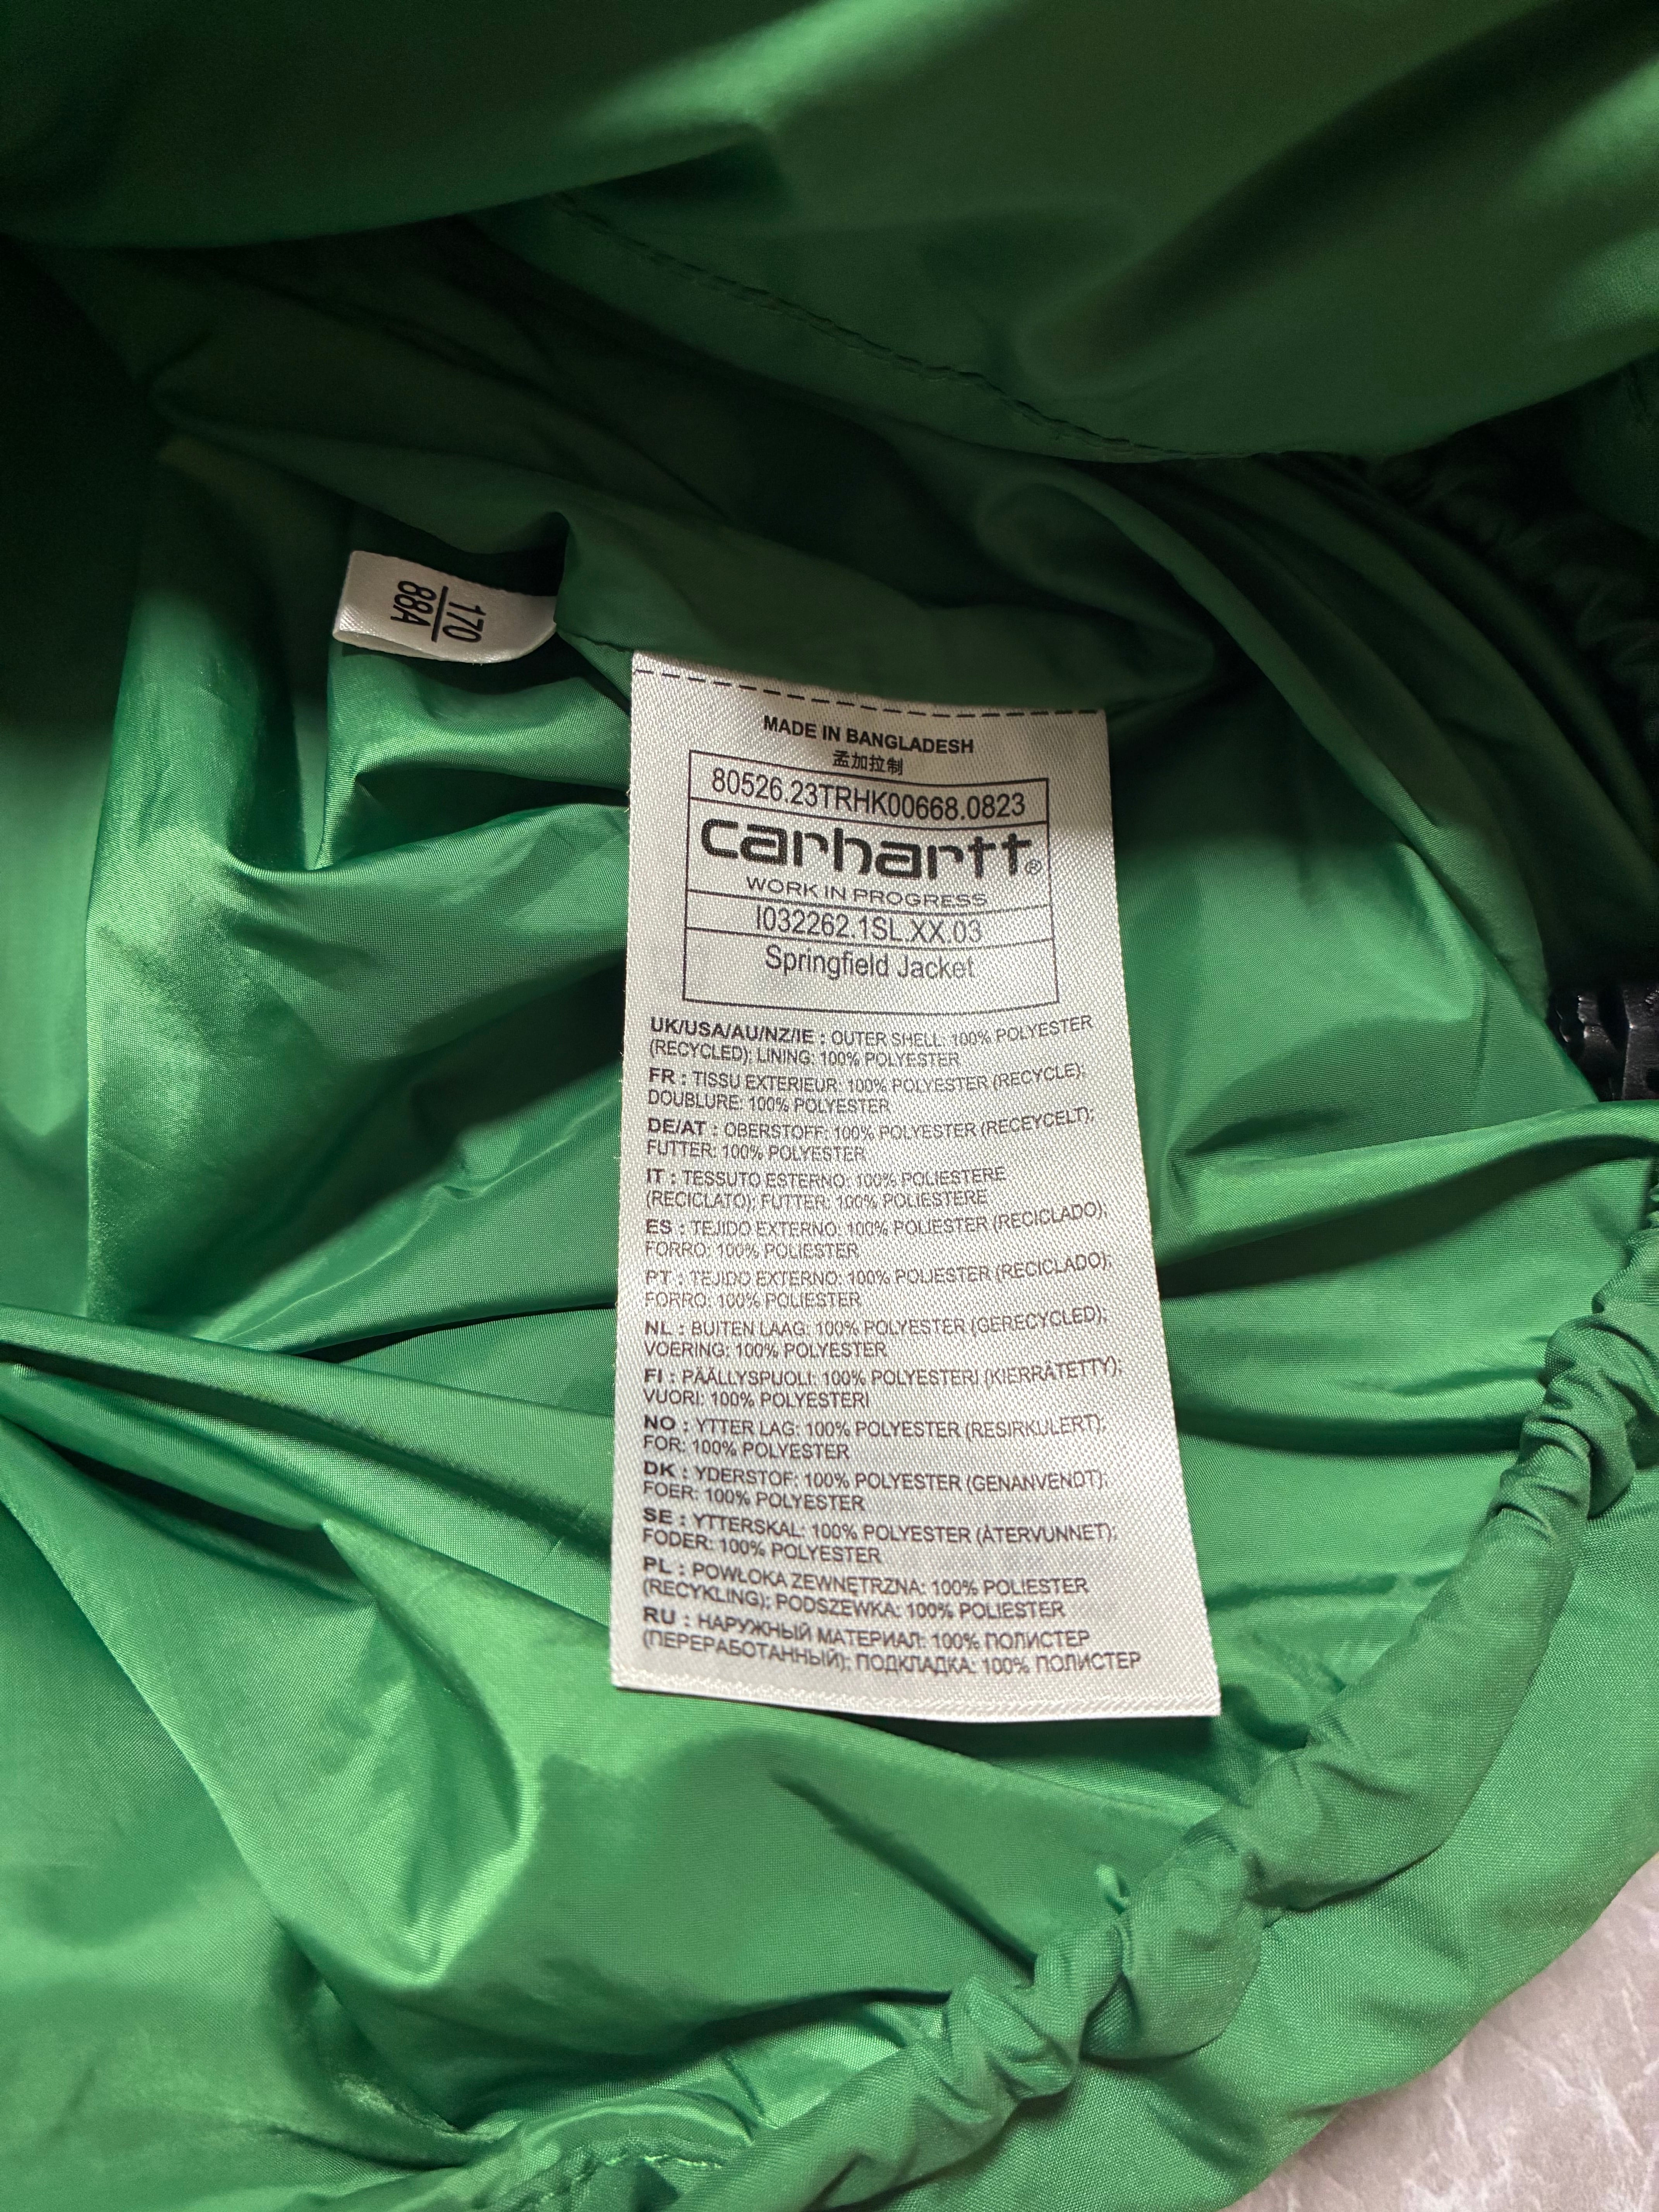 170
88A
MADE IN BANGLADESH
孟加拉制
80526.23TRHK00668.0823
carhartt®
WORK IN PROGRESS
I032262.1SL.XX.03
Springfield Jacket
UK/USA/AU/NZ/IE : OUTER SHELL: 100% POLYESTER
(RECYCLED); LINING: 100% POLYESTER
FR : TISSU EXTERIEUR: 100% POLYESTER (RECYCLE);
DOUBLURE: 100% POLYESTER
DE/AT : OBERSTOFF: 100% POLYESTER (RECEYCELT);
FUTTER: 100% POLYESTER
IT : TESSUTO ESTERNO: 100% POLIESTERE
(RECICLATO); FUTTER: 100% POLIESTERE
ES : TEJIDO EXTERNO: 100% POLIESTER (RECICLADO);
FORRO: 100% POLIESTER
PT : TEJIDO EXTERNO: 100% POLIESTER (RECICLADO);
FORRO: 100% POLIESTER
NL : BUITEN LAAG: 100% POLYESTER (GERECYCLED);
VOERING: 100% POLYESTER
FI : PÄÄLLYSPUOLI: 100% POLYESTERI (KIERRÄTETTY);
VUORI: 100% POLYESTERI
NO : YTTER LAG: 100% POLYESTER (RESIRKULERT);
FOR: 100% POLYESTER
DK : YDERSTOF: 100% POLYESTER (GENANVENDT);
FOER: 100% POLYESTER
SE : YTTERSKAL: 100% POLYESTER (ÅTERVUNNET);
FODER: 100% POLYESTER
PL : POWŁOKA ZEWNĘTRZNA: 100% POLIESTER
(RECYKLING); PODSZEWKA: 100% POLIESTER
RU : НАРУЖНЫЙ МАТЕРИАЛ: 100% ПОЛИСТЕР
(ПЕРЕРАБОТАННЫЙ); ПОДКЛАДКА: 100% ПОЛИСТЕР